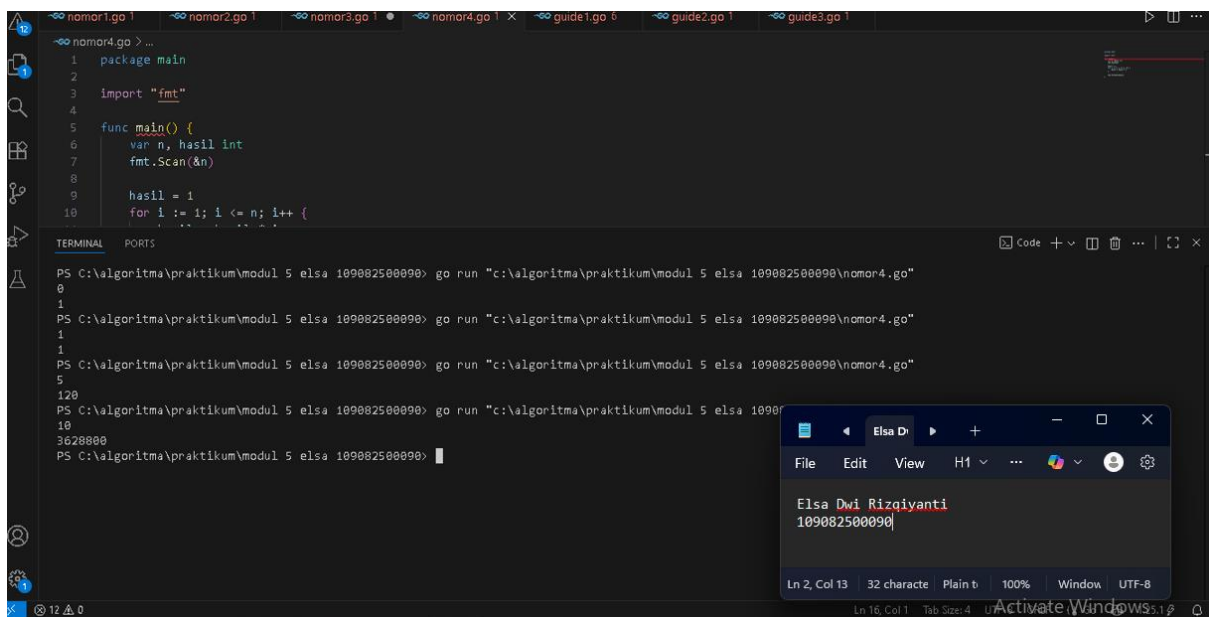 nomor1.go 1 nomor2.go 1 nomor3.go 1 nomor4.go 1 guide1.go 6 guide2.go 1 guide3.go 1
12
nomor4.go > ...
1
1 package main
2
3 import "fmt"
4
5 func main() {
6 var n, hasil int
7 fmt.Scan(&n)
8
9 hasil = 1
10 for i := 1; i <= n; i++ {
TERMINAL PORTS
Code
PS C:\algoritma\praktikum\modul 5 elsa 109082500090> go run "c:\algoritma\praktikum\modul 5 elsa 109082500090\nomor4.go"
0
1
PS C:\algoritma\praktikum\modul 5 elsa 109082500090> go run "c:\algoritma\praktikum\modul 5 elsa 109082500090\nomor4.go"
1
1
PS C:\algoritma\praktikum\modul 5 elsa 109082500090> go run "c:\algoritma\praktikum\modul 5 elsa 109082500090\nomor4.go"
5
120
PS C:\algoritma\praktikum\modul 5 elsa 109082500090> go run "c:\algoritma\praktikum\modul 5 elsa 1090
10
3628800
PS C:\algoritma\praktikum\modul 5 elsa 109082500090>
Elsa D
File Edit View H1 ...
Elsa Dwi Rizqiyanti
109082500090
Ln 2, Col 13 32 characte Plain t 100% Window UTF-8
1
12 0
Ln 16, Col 1 Tab Size: 4
Activate Windows